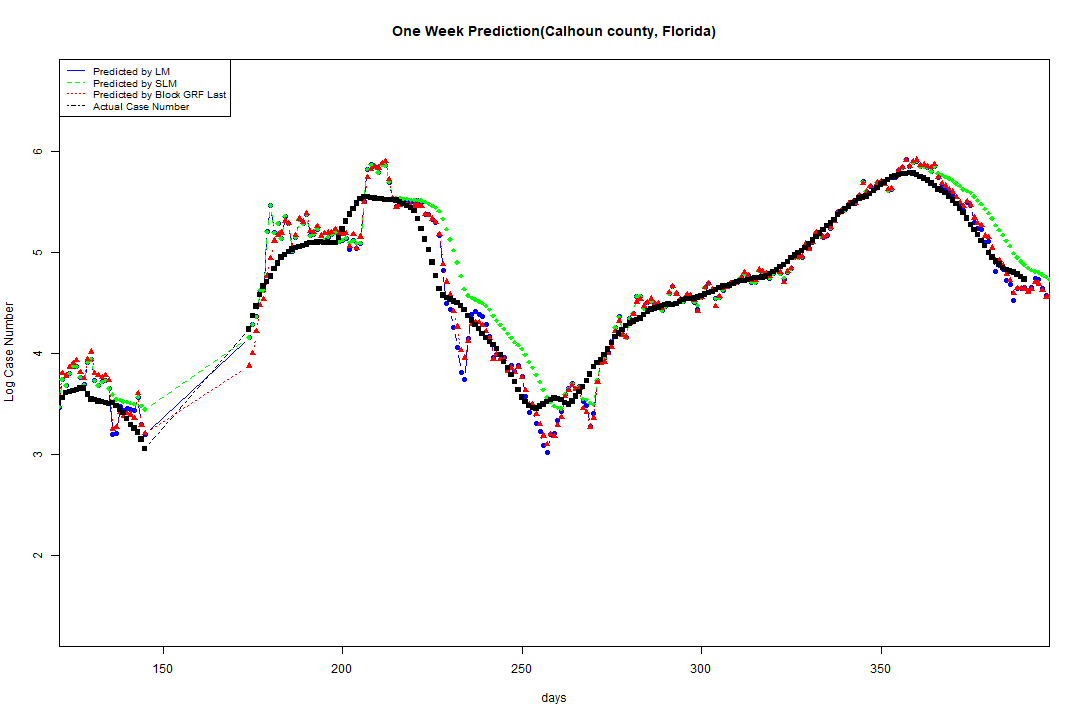 One Week Prediction(Calhoun county, Florida)
Predicted by LM
Predicted by SLM
Predicted by Block GRF Last
Actual Case Number
Log Case Number
6
5
4
3
2
150 200 250 300 350
days